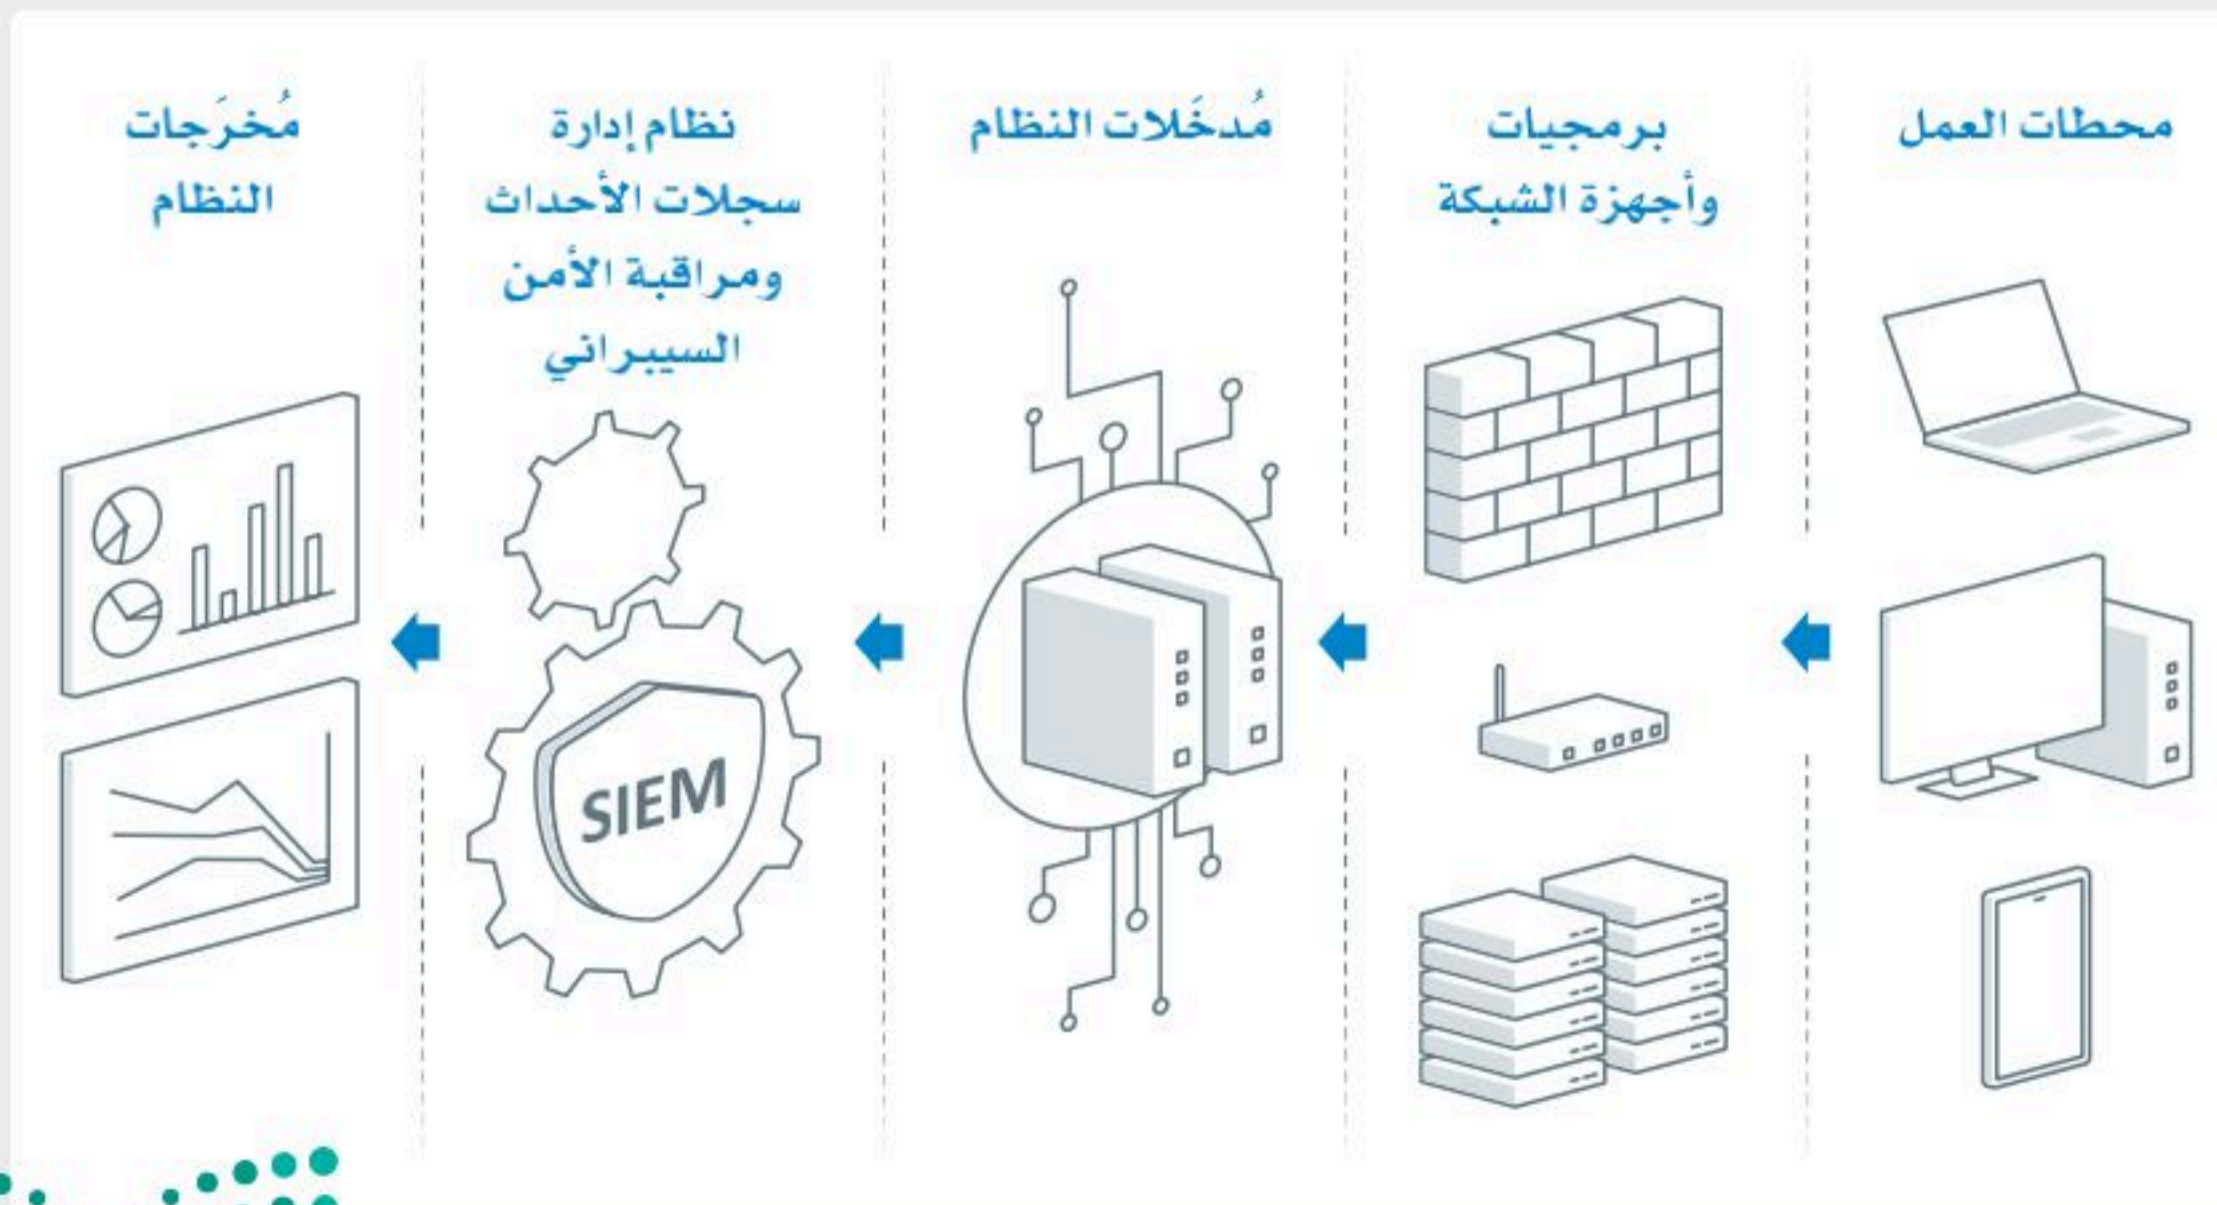 محطات العمل
برمجيات
وأجهزة الشبكة
مُدخَلات النظام
نظام إدارة
سجلات الأحداث
ومراقبة الأمن
السيبراني
SIEM
مُخرَجات
النظام